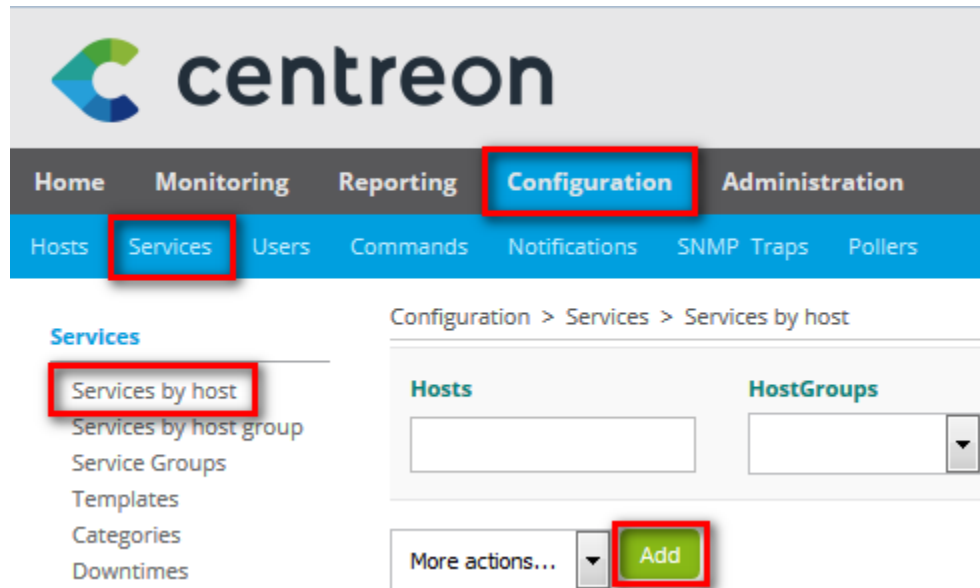 centreon
Home Monitoring Reporting Configuration Administration
Hosts Services Users Commands Notifications SNMP Traps Pollers
Services
Services by host
Services by host group
Service Groups
Templates
Categories
Downtimes
Configuration > Services > Services by host
Hosts HostGroups
More actions... Add